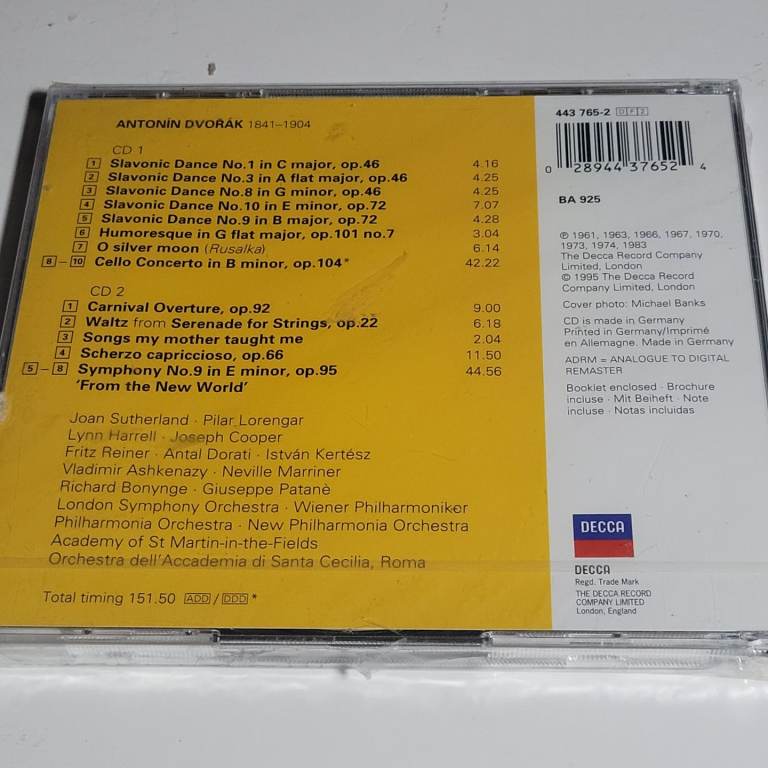 ANTONÍN DVOŘÁK 1841–1904
CD 1
1 Slavonic Dance No.1 in C major, op.46 4.16
2 Slavonic Dance No.3 in A flat major, op.46 4.25
3 Slavonic Dance No.8 in G minor, op.46 4.25
4 Slavonic Dance No.10 in E minor, op.72 7.07
5 Slavonic Dance No.9 in B major, op.72 4.28
6 Humoresque in G flat major, op.101 no.7 3.04
7 O silver moon (Rusalka) 6.14
8 – 10 Cello Concerto in B minor, op.104* 42.22
CD 2
1 Carnival Overture, op.92 9.00
2 Waltz from Serenade for Strings, op.22 6.18
3 Songs my mother taught me 2.04
4 Scherzo capriccioso, op.66 11.50
5 – 8 Symphony No.9 in E minor, op.95 44.56
'From the New World'
Joan Sutherland · Pilar Lorengar
Lynn Harrell · Joseph Cooper
Fritz Reiner · Antal Dorati · István Kertész
Vladimir Ashkenazy · Neville Marriner
Richard Bonynge · Giuseppe Patanè
London Symphony Orchestra · Wiener Philharmoniker
Philharmonia Orchestra · New Philharmonia Orchestra
Academy of St Martin-in-the-Fields
Orchestra dell'Accademia di Santa Cecilia, Roma
Total timing 151.50 ADD / DDD *
443 765-2 DF2
0 28944 37652 4
BA 925
℗ 1961, 1963, 1966, 1967, 1970,
1973, 1974, 1983
The Decca Record Company
Limited, London
© 1995 The Decca Record
Company Limited, London
Cover photo: Michael Banks
CD is made in Germany
Printed in Germany/Imprimé
en Allemagne. Made in Germany
ADRM = ANALOGUE TO DIGITAL
REMASTER
Booklet enclosed · Brochure
incluse · Mit Beiheft · Note
incluse · Notas incluidas
DECCA
DECCA
Regd. Trade Mark
THE DECCA RECORD
COMPANY LIMITED
London, England